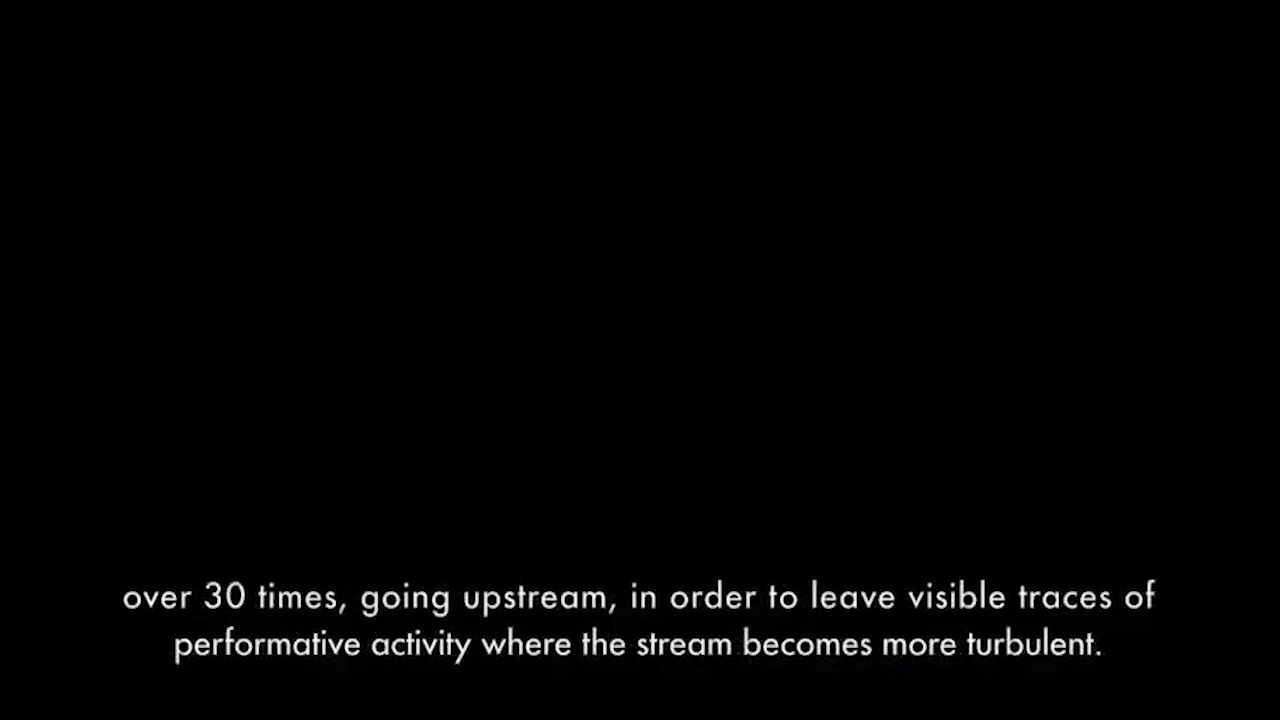 over 30 times, going upstream, in order to leave visible traces of
performative activity where the stream becomes more turbulent.